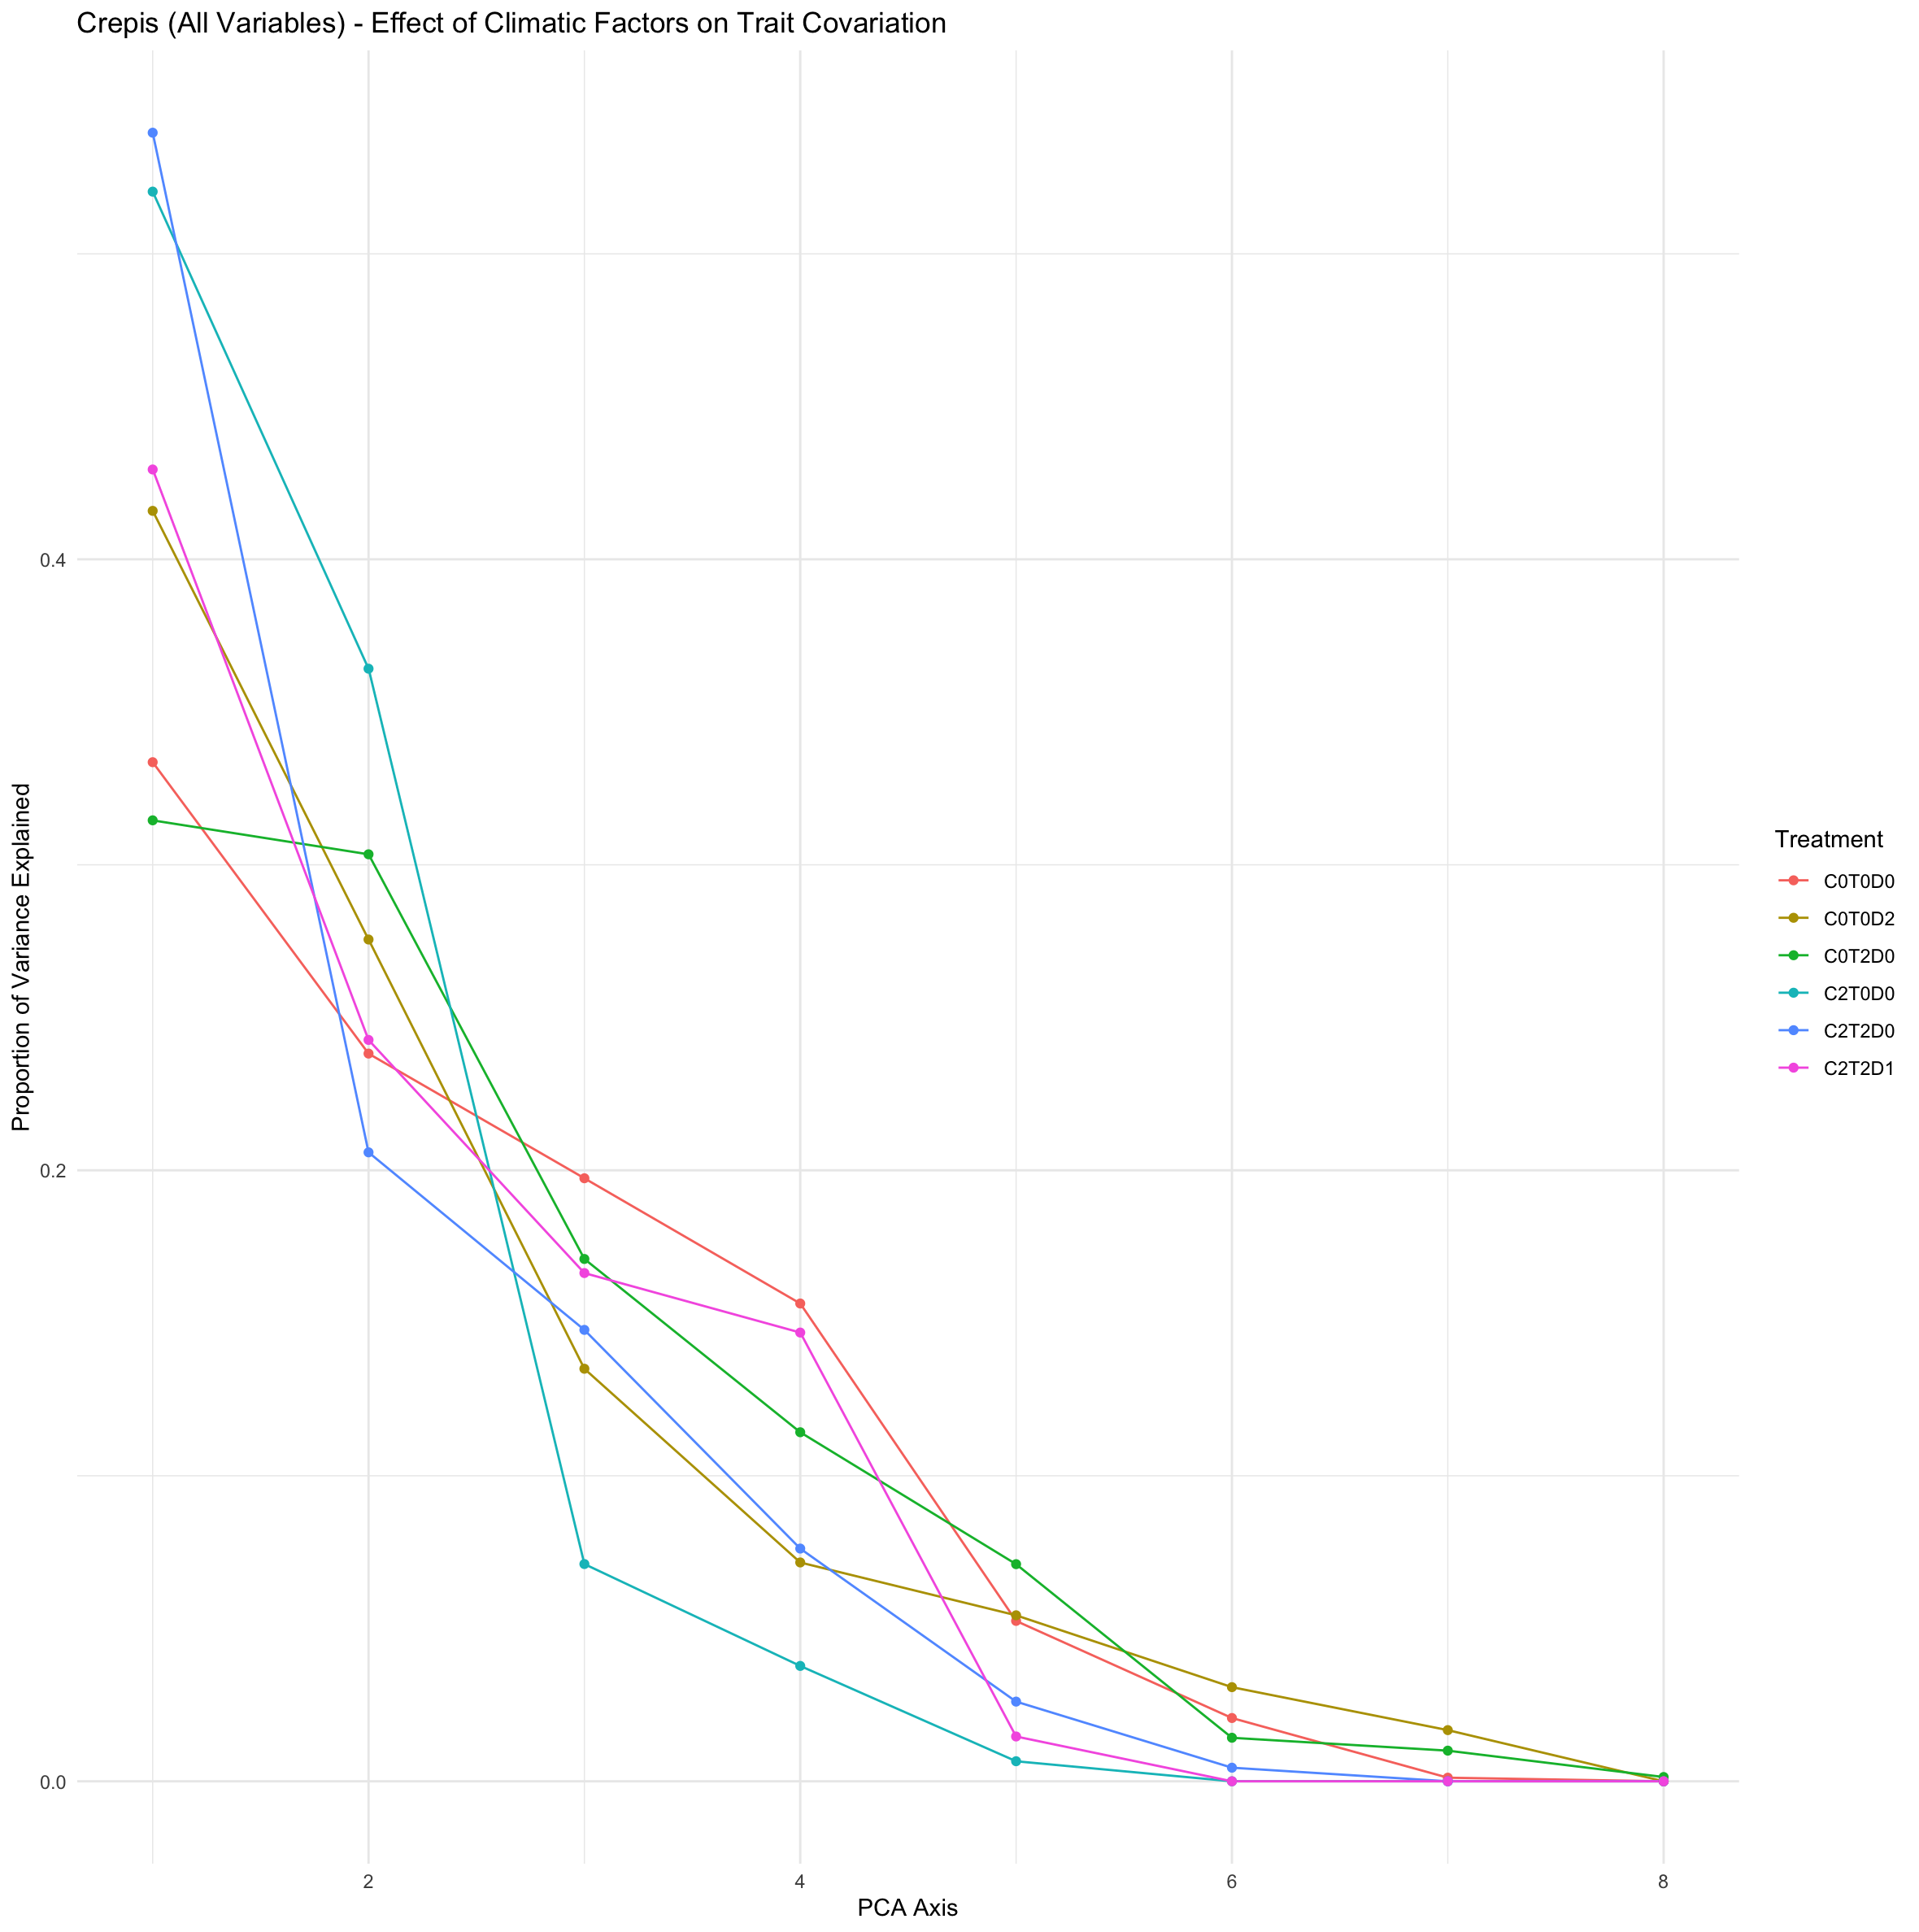 Crepis (All Variables) - Effect of Climatic Factors on Trait Covariation
Proportion of Variance Explained
0.4
0.2
0.0
2
4
6
8
PCA Axis
Treatment
C0T0D0
C0T0D2
C0T2D0
C2T0D0
C2T2D0
C2T2D1